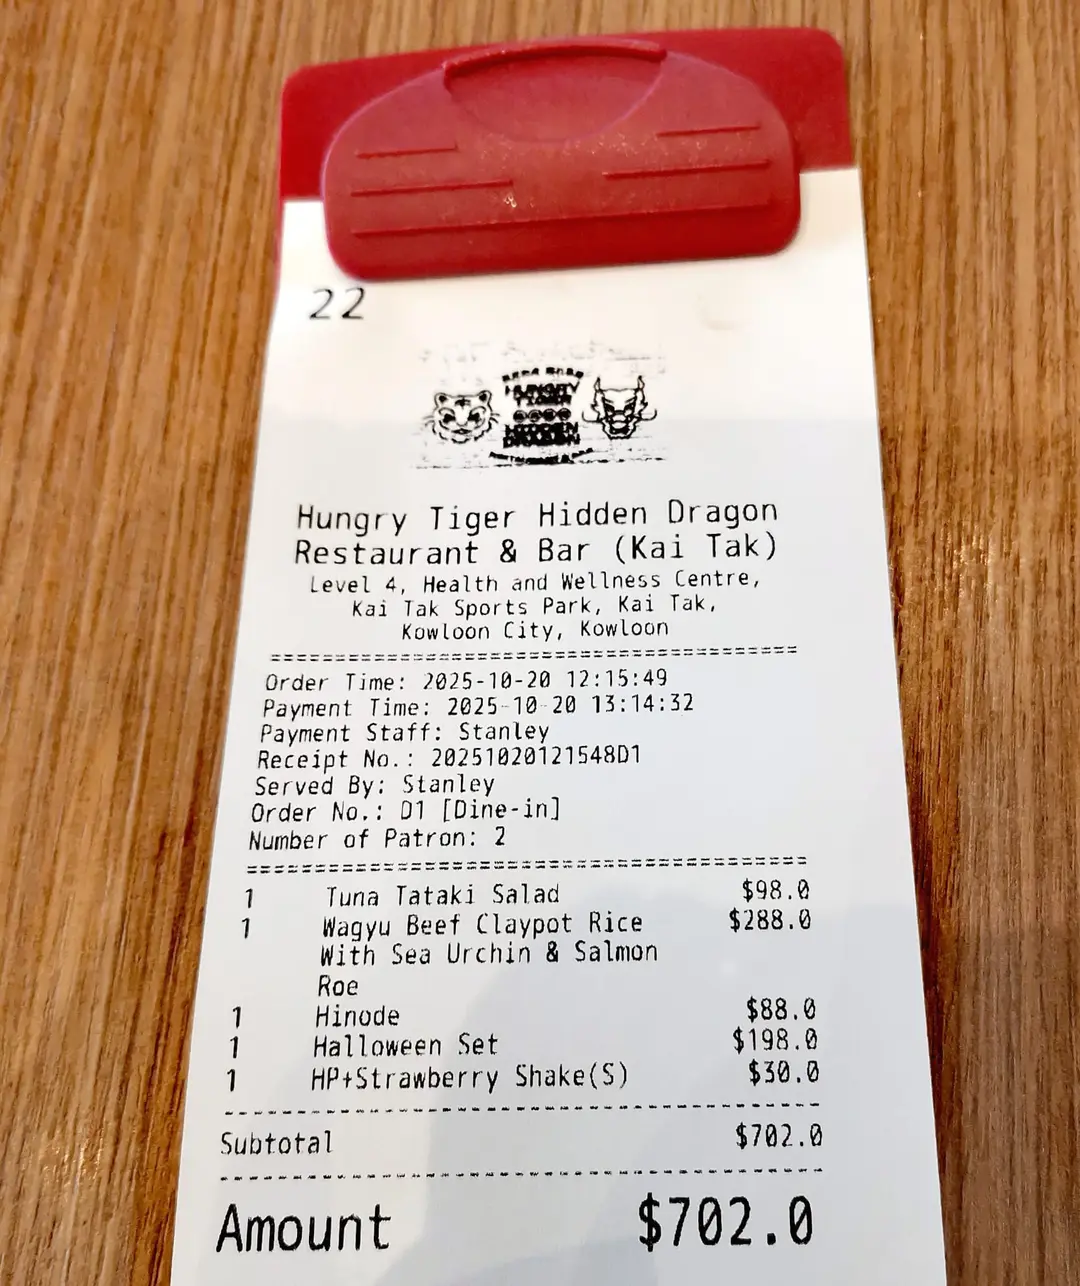 22
HUNGRY
TIGER
HIDDEN
DRAGON
Hungry Tiger Hidden Dragon
Restaurant & Bar (Kai Tak)
Level 4, Health and Wellness Centre,
Kai Tak Sports Park, Kai Tak,
Kowloon City, Kowloon
Order Time: 2025-10-20 12:15:49
Payment Time: 2025-10-20 13:14:32
Payment Staff: Stanley
Receipt No.: 20251020121548D1
Served By: Stanley
Order No.: D1 [Dine-in]
Number of Patron: 2
1 Tuna Tataki Salad $98.0
1 Wagyu Beef Claypot Rice $288.0
With Sea Urchin & Salmon
Roe
1 Hinode $88.0
1 Halloween Set $198.0
1 HP+Strawberry Shake(S) $30.0
Subtotal $702.0
Amount $702.0